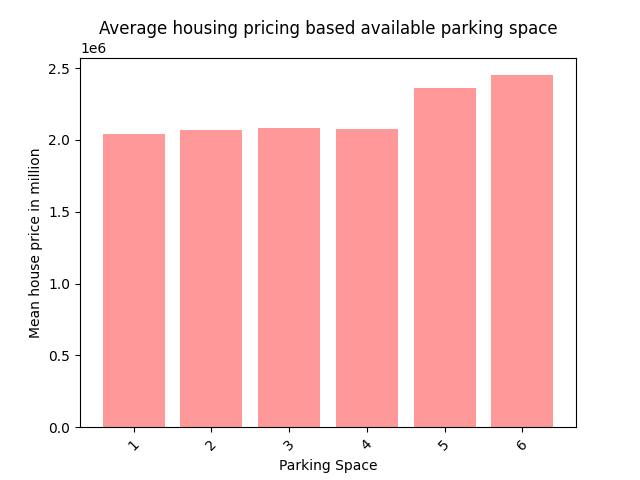 Average housing pricing based available parking space
1e6
2.5
2.0
1.5
1.0
0.5
0.0
Mean house price in million
1 2 3 4 5 6
Parking Space